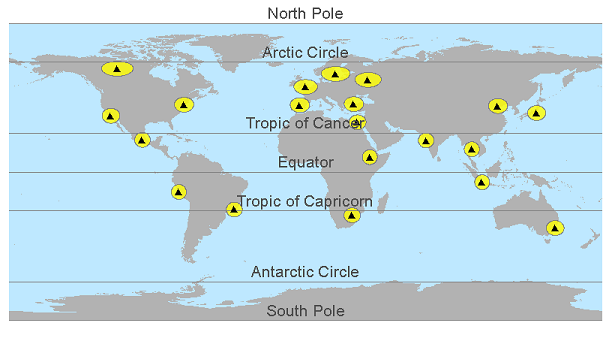 North Pole
Arctic Circle
Tropic of Cancer
Equator
Tropic of Capricorn
Antarctic Circle
South Pole